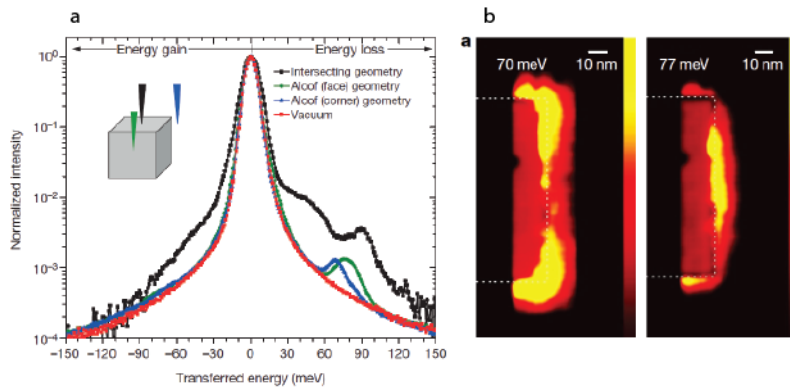 a
Energy gain
Energy loss
Intersecting geometry
Aloof (face) geometry
Aloof (corner) geometry
Vacuum
Normalized intensity
10⁰
10⁻¹
10⁻²
10⁻³
10⁻⁴
−150 −120 −90 −60 −30 0 30 60 90 120 150
Transferred energy (meV)
b
a
70 meV
10 nm
77 meV
10 nm